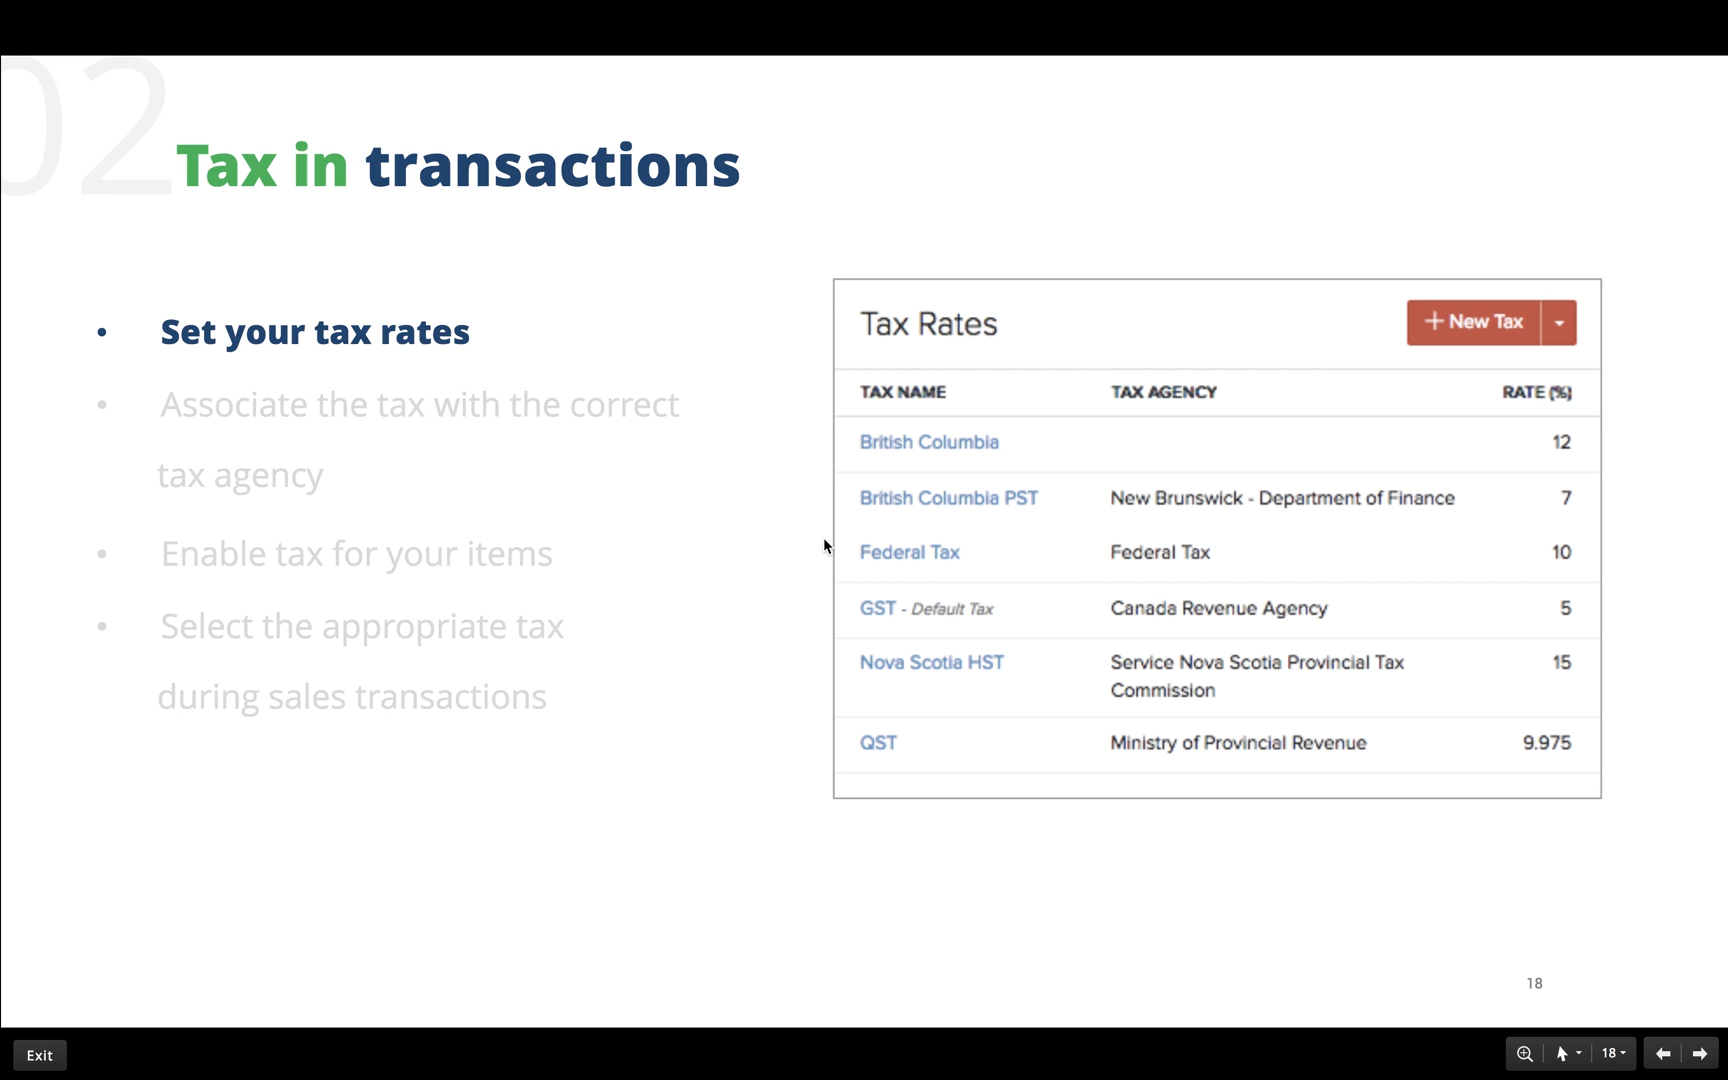 02
Tax in transactions
• Set your tax rates
• Associate the tax with the correct
tax agency
• Enable tax for your items
• Select the appropriate tax
during sales transactions
Tax Rates
+ New Tax
TAX NAME TAX AGENCY RATE (%)
British Columbia 12
British Columbia PST New Brunswick - Department of Finance 7
Federal Tax Federal Tax 10
GST - Default Tax Canada Revenue Agency 5
Nova Scotia HST Service Nova Scotia Provincial Tax 15
Commission
QST Ministry of Provincial Revenue 9.975
18
Exit
18